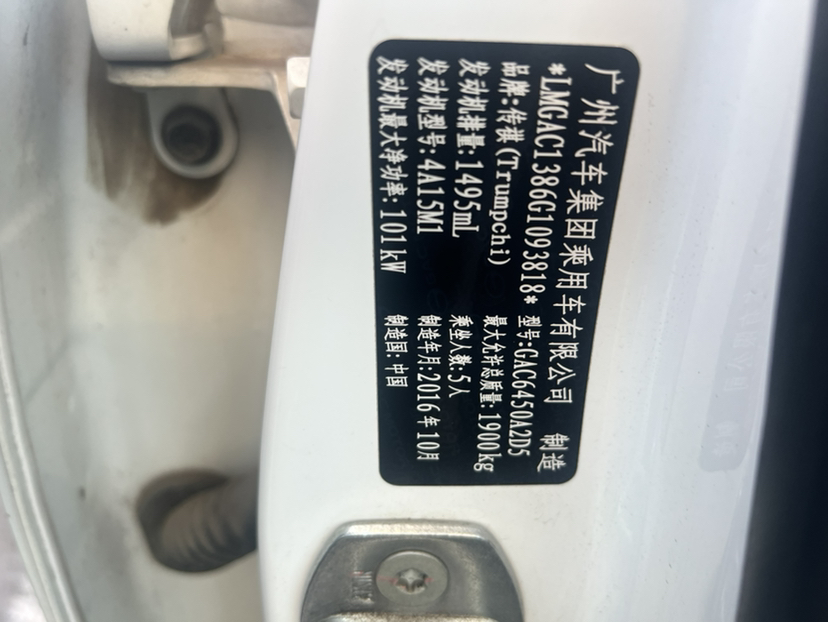 广州汽车集团乘用车有限公司 制造
*LMGAC1386G1093818*
品牌:传祺(Trumpchi) 型号:GAC6450A2D5
发动机排量:1495mL 最大允许总质量:1900kg
发动机型号:4A15M1 乘坐人数:5人
发动机最大净功率:101kW 制造年月:2016年10月
制造国:中国